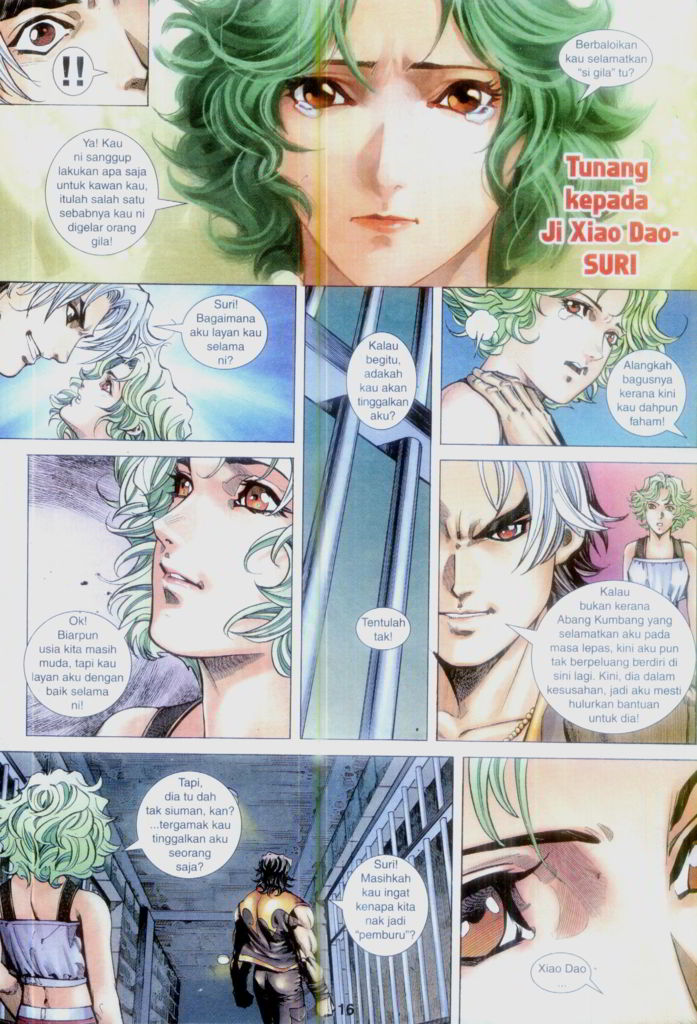 !!
Berbaloikan
kau selamatkan
"si gila" tu?
Ya! Kau
ni sanggup
lakukan apa saja
untuk kawan kau,
itulah salah satu
sebabnya kau ni
digelar orang
gila!
Tunang
kepada
Ji Xiao Dao-
SURI
Suri!
Bagaimana
aku layan kau
selama
ni?
Kalau
begitu,
adakah
kau akan
tinggalkan
aku?
Alangkah
bagusnya
kerana kini
kau dahpun
faham!
Ok!
Biarpun
usia kita masih
muda, tapi kau
layan aku dengan
baik selama
ni!
Tentulah
tak!
Kalau
bukan kerana
Abang Kumbang yang
selamatkan aku pada
masa lepas, kini aku pun
tak berpeluang berdiri di
sini lagi. Kini, dia dalam
kesusahan, jadi aku mesti
hulurkan bantuan
untuk dia!
Tapi,
dia tu dah
tak siuman, kan?
...tergamak kau
tinggalkan aku
seorang
saja?
Suri!
Masihkah
kau ingat
kenapa kita
nak jadi
"pemburu"?
Xiao Dao
...
16